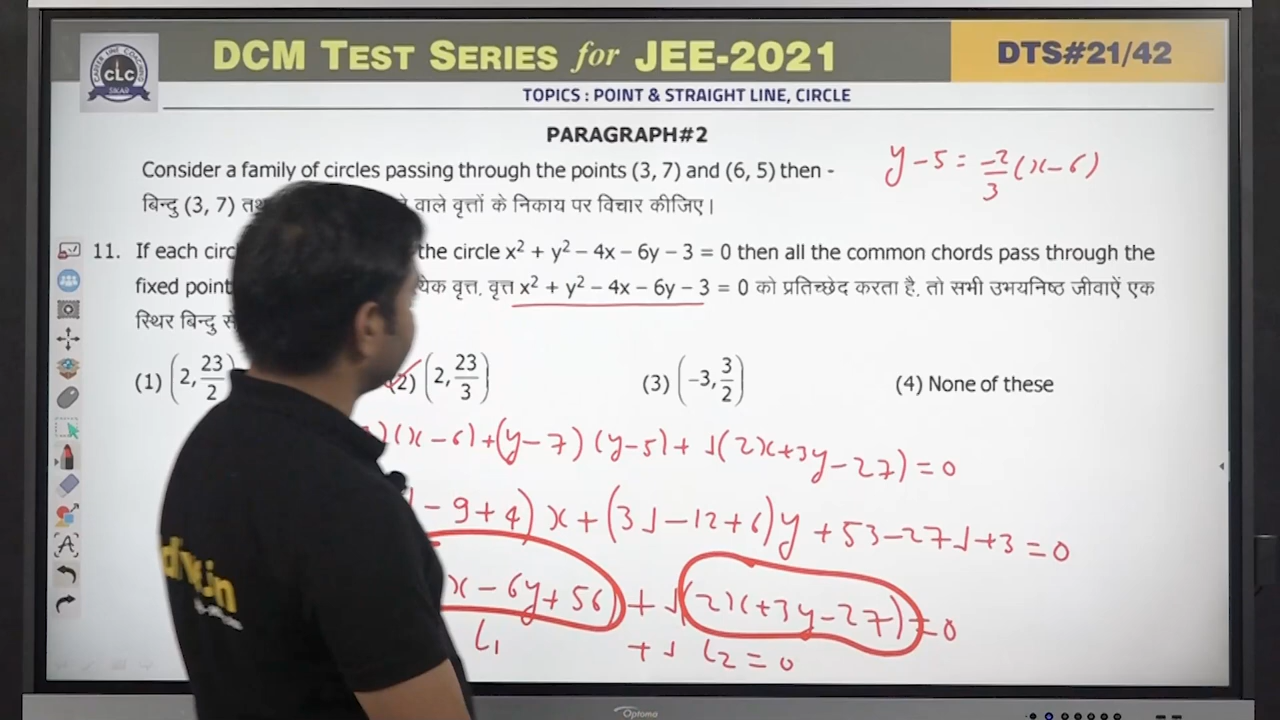 DCM TEST SERIES for JEE-2021
DTS#21/42
CLC
SIKAR
TOPICS : POINT & STRAIGHT LINE, CIRCLE
PARAGRAPH#2
Consider a family of circles passing through the points (3, 7) and (6, 5) then -
y-5 = -2/3 (x-6)
बिन्दु (3, 7) वाले वृत्तों के निकाय पर विचार कीजिए।
11. If each the circle x² + y² – 4x – 6y – 3 = 0 then all the common chords pass through the
fixed point वृत्त, वृत्त x² + y² – 4x – 6y – 3 = 0 को प्रतिच्छेद करता है, तो सभी उभयनिष्ठ जीवाऐं एक
स्थिर बिन्दु
(1) (2, 23/2) (2) (2, 23/3) (3) (–3, 3/2) (4) None of these
(x-6)+(y-7)(y-5)+λ(2x+3y-27)=0
-9+4)x+(3λ-12+6)y+53-27λ+3=0
x-6y+56)+λ(2x+3y-27)=0
L₁ +λ L₂=0
Optoma